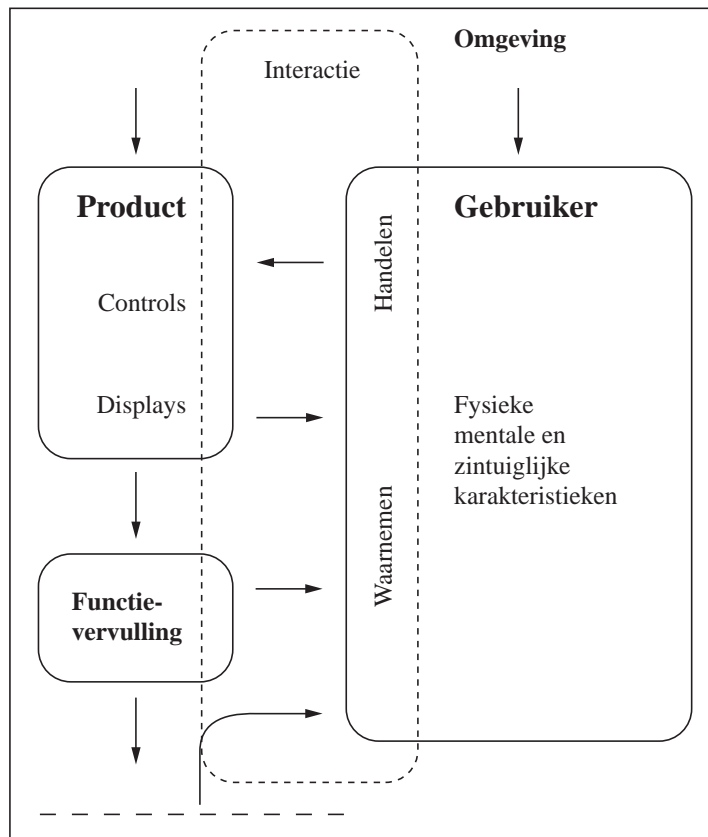 Omgeving
Interactie
Product
Gebruiker
Handelen
Controls
Displays
Fysieke
mentale en
zintuiglijke
karakteristieken
Waarnemen
Functie-
vervulling